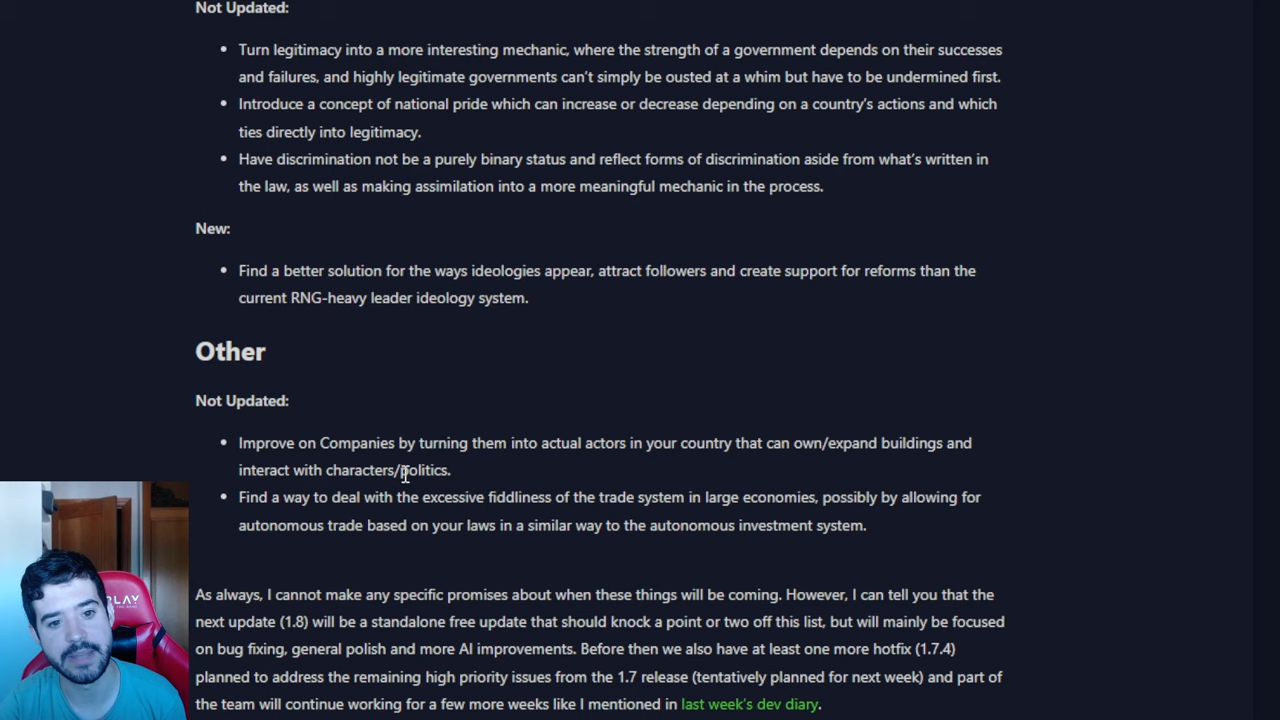 Not Updated:
Turn legitimacy into a more interesting mechanic, where the strength of a government depends on their successes
and failures, and highly legitimate governments can’t simply be ousted at a whim but have to be undermined first.
Introduce a concept of national pride which can increase or decrease depending on a country’s actions and which
ties directly into legitimacy.
Have discrimination not be a purely binary status and reflect forms of discrimination aside from what’s written in
the law, as well as making assimilation into a more meaningful mechanic in the process.
New:
Find a better solution for the ways ideologies appear, attract followers and create support for reforms than the
current RNG-heavy leader ideology system.
Other
Not Updated:
Improve on Companies by turning them into actual actors in your country that can own/expand buildings and
interact with characters/politics.
Find a way to deal with the excessive fiddliness of the trade system in large economies, possibly by allowing for
autonomous trade based on your laws in a similar way to the autonomous investment system.
As always, I cannot make any specific promises about when these things will be coming. However, I can tell you that the
next update (1.8) will be a standalone free update that should knock a point or two off this list, but will mainly be focused
on bug fixing, general polish and more AI improvements. Before then we also have at least one more hotfix (1.7.4)
planned to address the remaining high priority issues from the 1.7 release (tentatively planned for next week) and part of
the team will continue working for a few more weeks like I mentioned in last week’s dev diary.